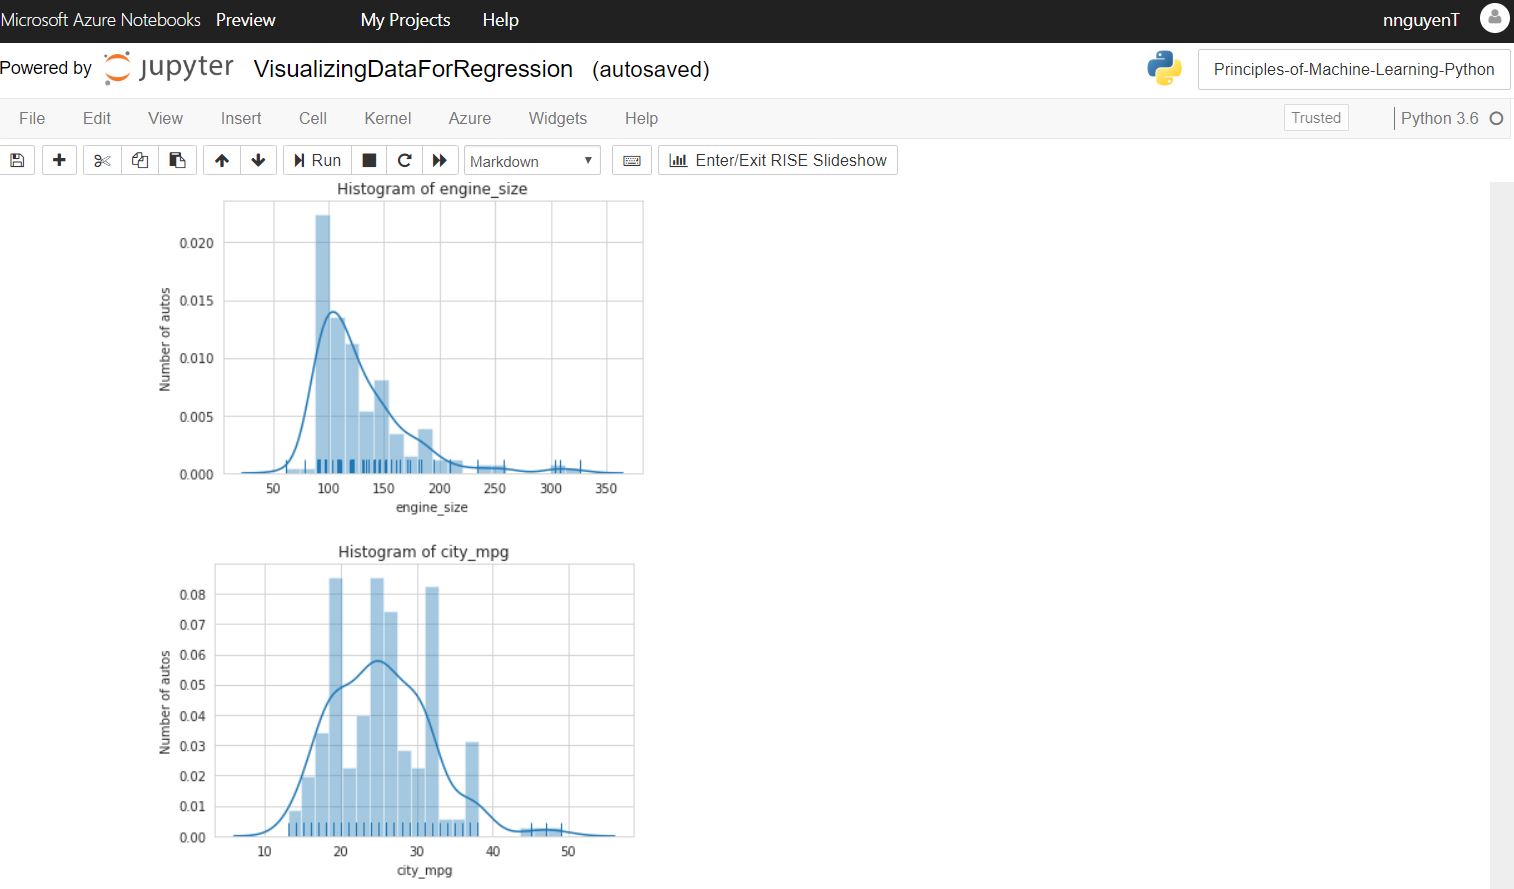 Microsoft Azure Notebooks Preview My Projects Help nnguyenT
Powered by jupyter VisualizingDataForRegression (autosaved) Principles-of-Machine-Learning-Python
File Edit View Insert Cell Kernel Azure Widgets Help Trusted Python 3.6
Run Markdown Enter/Exit RISE Slideshow
Histogram of engine_size
0.020
0.015
0.010
0.005
0.000
Number of autos
50 100 150 200 250 300 350
engine_size
Histogram of city_mpg
0.08
0.07
0.06
0.05
0.04
0.03
0.02
0.01
0.00
Number of autos
10 20 30 40 50
city_mpg